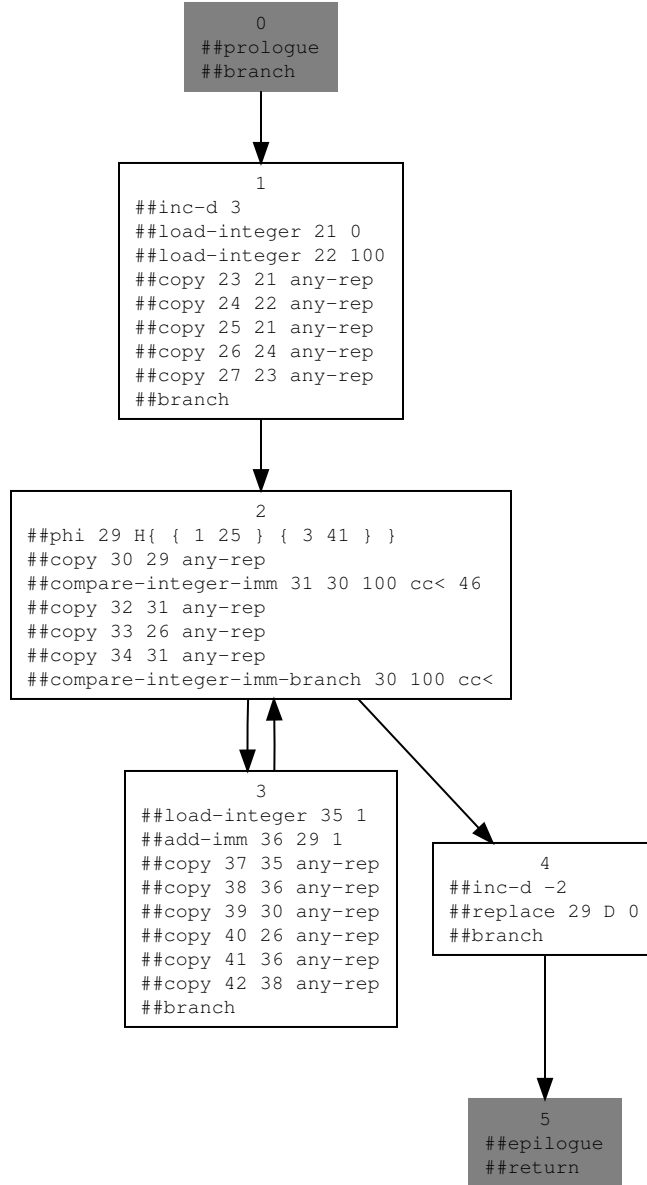 0
##prologue
##branch
1
##inc-d 3
##load-integer 21 0
##load-integer 22 100
##copy 23 21 any-rep
##copy 24 22 any-rep
##copy 25 21 any-rep
##copy 26 24 any-rep
##copy 27 23 any-rep
##branch
2
##phi 29 H{ { 1 25 } { 3 41 } }
##copy 30 29 any-rep
##compare-integer-imm 31 30 100 cc< 46
##copy 32 31 any-rep
##copy 33 26 any-rep
##copy 34 31 any-rep
##compare-integer-imm-branch 30 100 cc<
3
##load-integer 35 1
##add-imm 36 29 1
##copy 37 35 any-rep
##copy 38 36 any-rep
##copy 39 30 any-rep
##copy 40 26 any-rep
##copy 41 36 any-rep
##copy 42 38 any-rep
##branch
4
##inc-d -2
##replace 29 D 0
##branch
5
##epilogue
##return